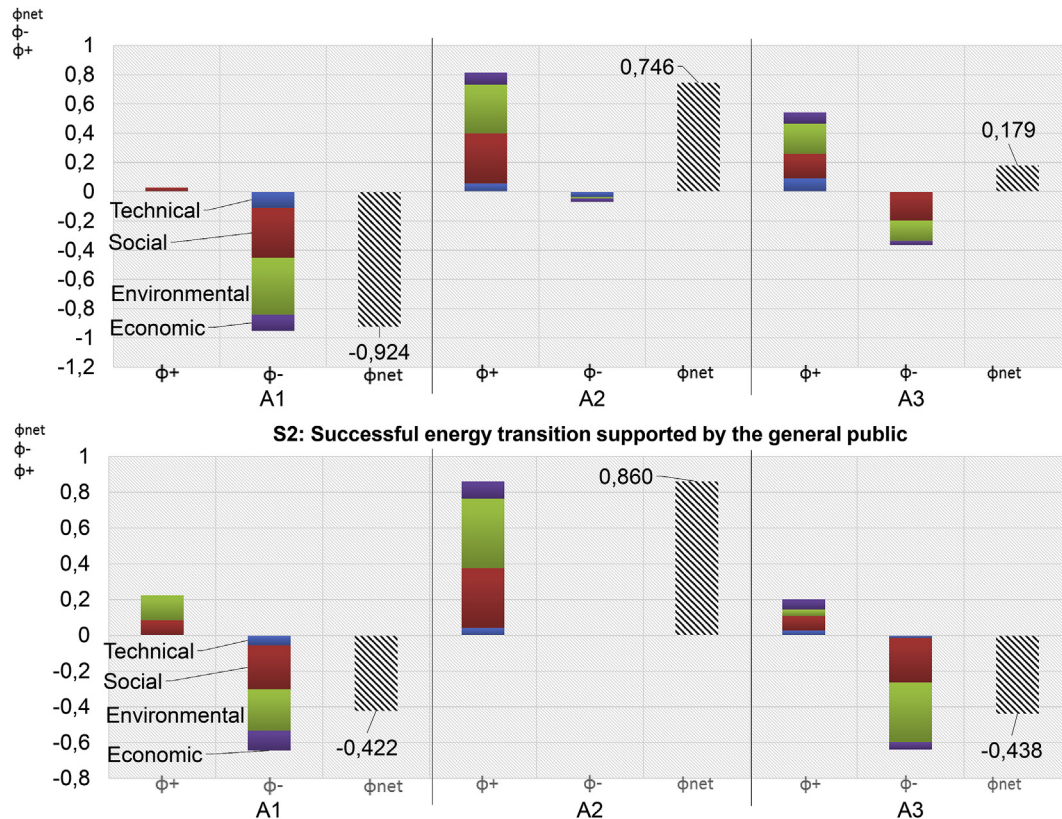 ϕnet
ϕ-
ϕ+
1
0,8
0,6
0,4
0,2
0
-0,2
-0,4
-0,6
-0,8
-1
-1,2
Technical
Social
Environmental
Economic
-0,924
0,746
0,179
ϕ+ ϕ- ϕnet ϕ+ ϕ- ϕnet ϕ+ ϕ- ϕnet
A1 A2 A3
S2: Successful energy transition supported by the general public
ϕnet
ϕ-
ϕ+
1
0,8
0,6
0,4
0,2
0
-0,2
-0,4
-0,6
-0,8
Technical
Social
Environmental
Economic
-0,422
0,860
-0,438
ϕ+ ϕ- ϕnet ϕ+ ϕ- ϕnet ϕ+ ϕ- ϕnet
A1 A2 A3